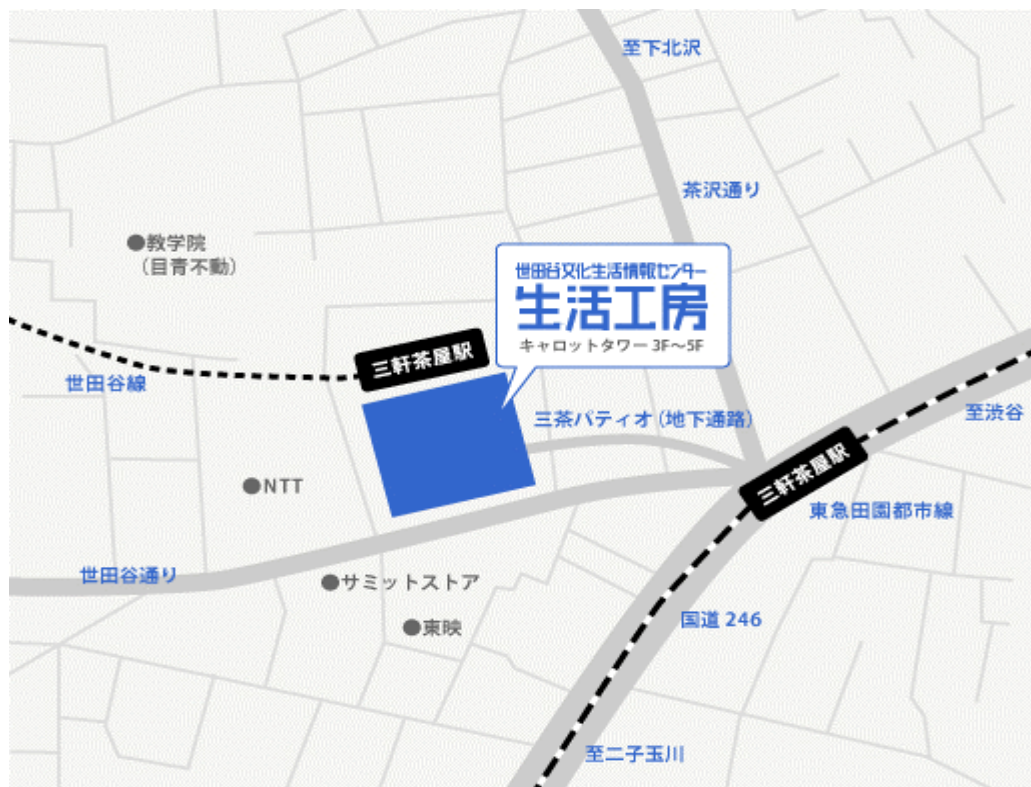 至下北沢
茶沢通り
●教学院
(目青不動)
世田谷文化生活情報センター
生活工房
キャロットタワー 3F〜5F
三軒茶屋駅
世田谷線
三茶パティオ(地下通路)
至渋谷
三軒茶屋駅
●NTT
東急田園都市線
世田谷通り
●サミットストア
国道 246
●東映
至二子玉川